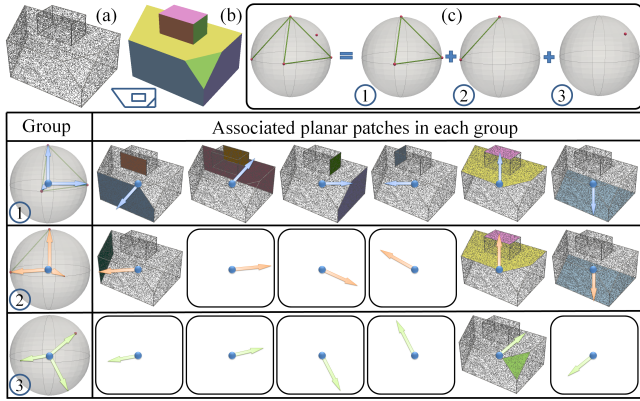 (a) (b) (c)
= + +
1 2 3
Group Associated planar patches in each group
1
2
3